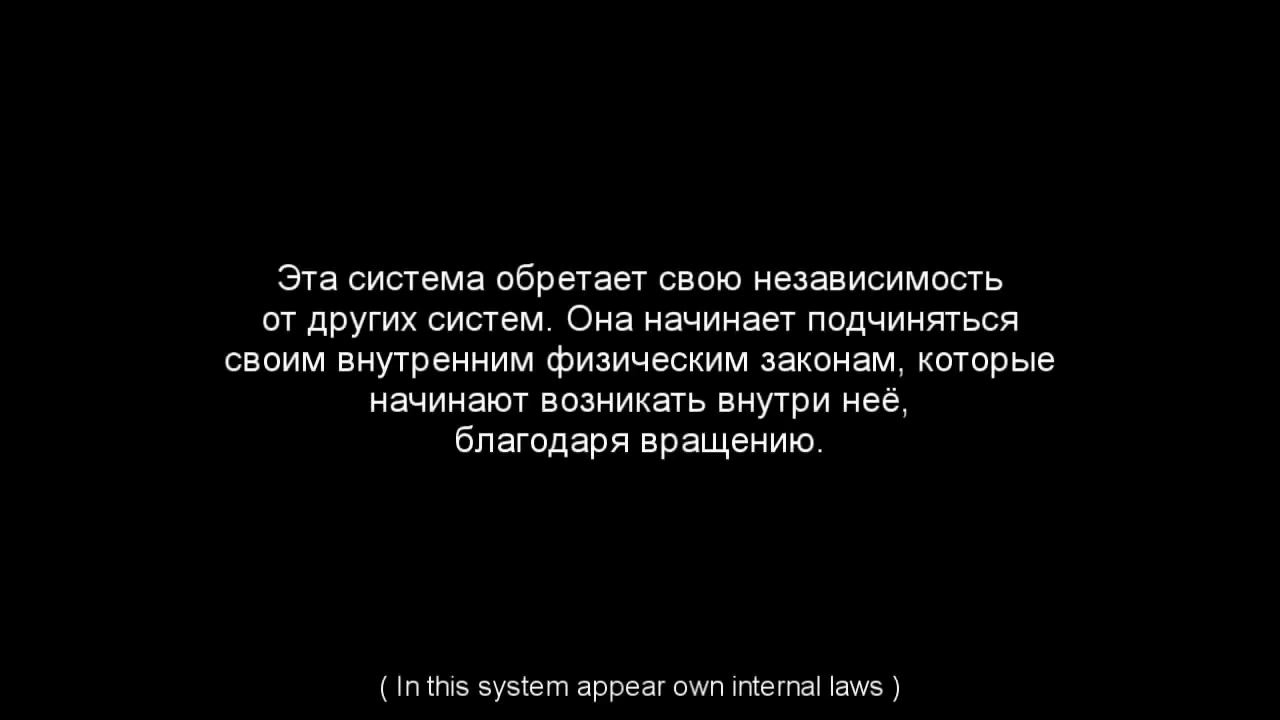 Эта система обретает свою независимость
от других систем. Она начинает подчиняться
своим внутренним физическим законам, которые
начинают возникать внутри неё,
благодаря вращению.
( In this system appear own internal laws )